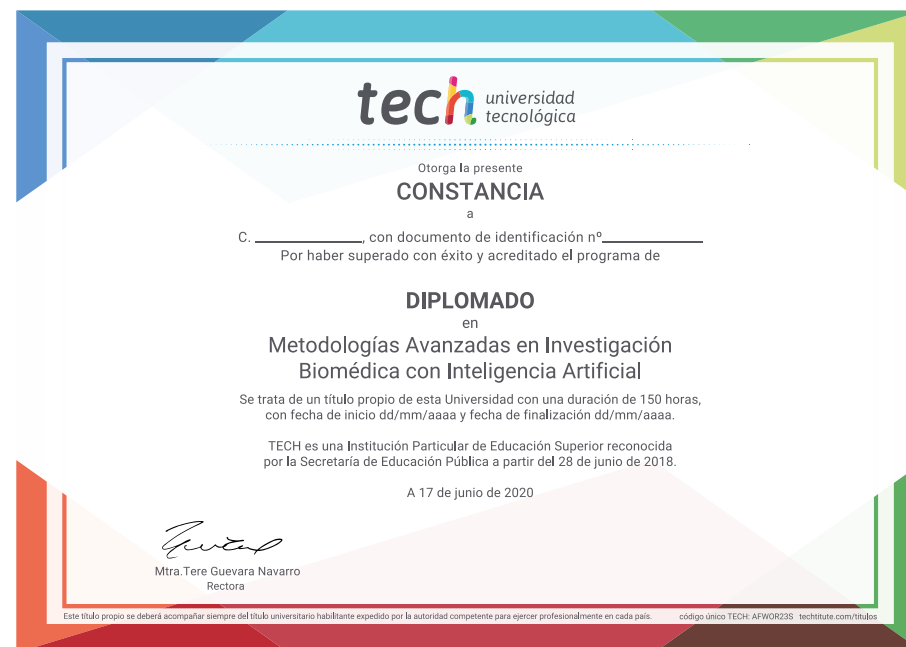 tech universidad
tecnológica
Otorga la presente
CONSTANCIA
a
C. ____________, con documento de identificación nº____________
Por haber superado con éxito y acreditado el programa de
DIPLOMADO
en
Metodologías Avanzadas en Investigación
Biomédica con Inteligencia Artificial
Se trata de un título propio de esta Universidad con una duración de 150 horas,
con fecha de inicio dd/mm/aaaa y fecha de finalización dd/mm/aaaa.
TECH es una Institución Particular de Educación Superior reconocida
por la Secretaría de Educación Pública a partir del 28 de junio de 2018.
A 17 de junio de 2020
Mtra.Tere Guevara Navarro
Rectora
Este título propio se deberá acompañar siempre del título universitario habilitante expedido por la autoridad competente para ejercer profesionalmente en cada país. código único TECH: AFWOR23S techtitute.com/titulos